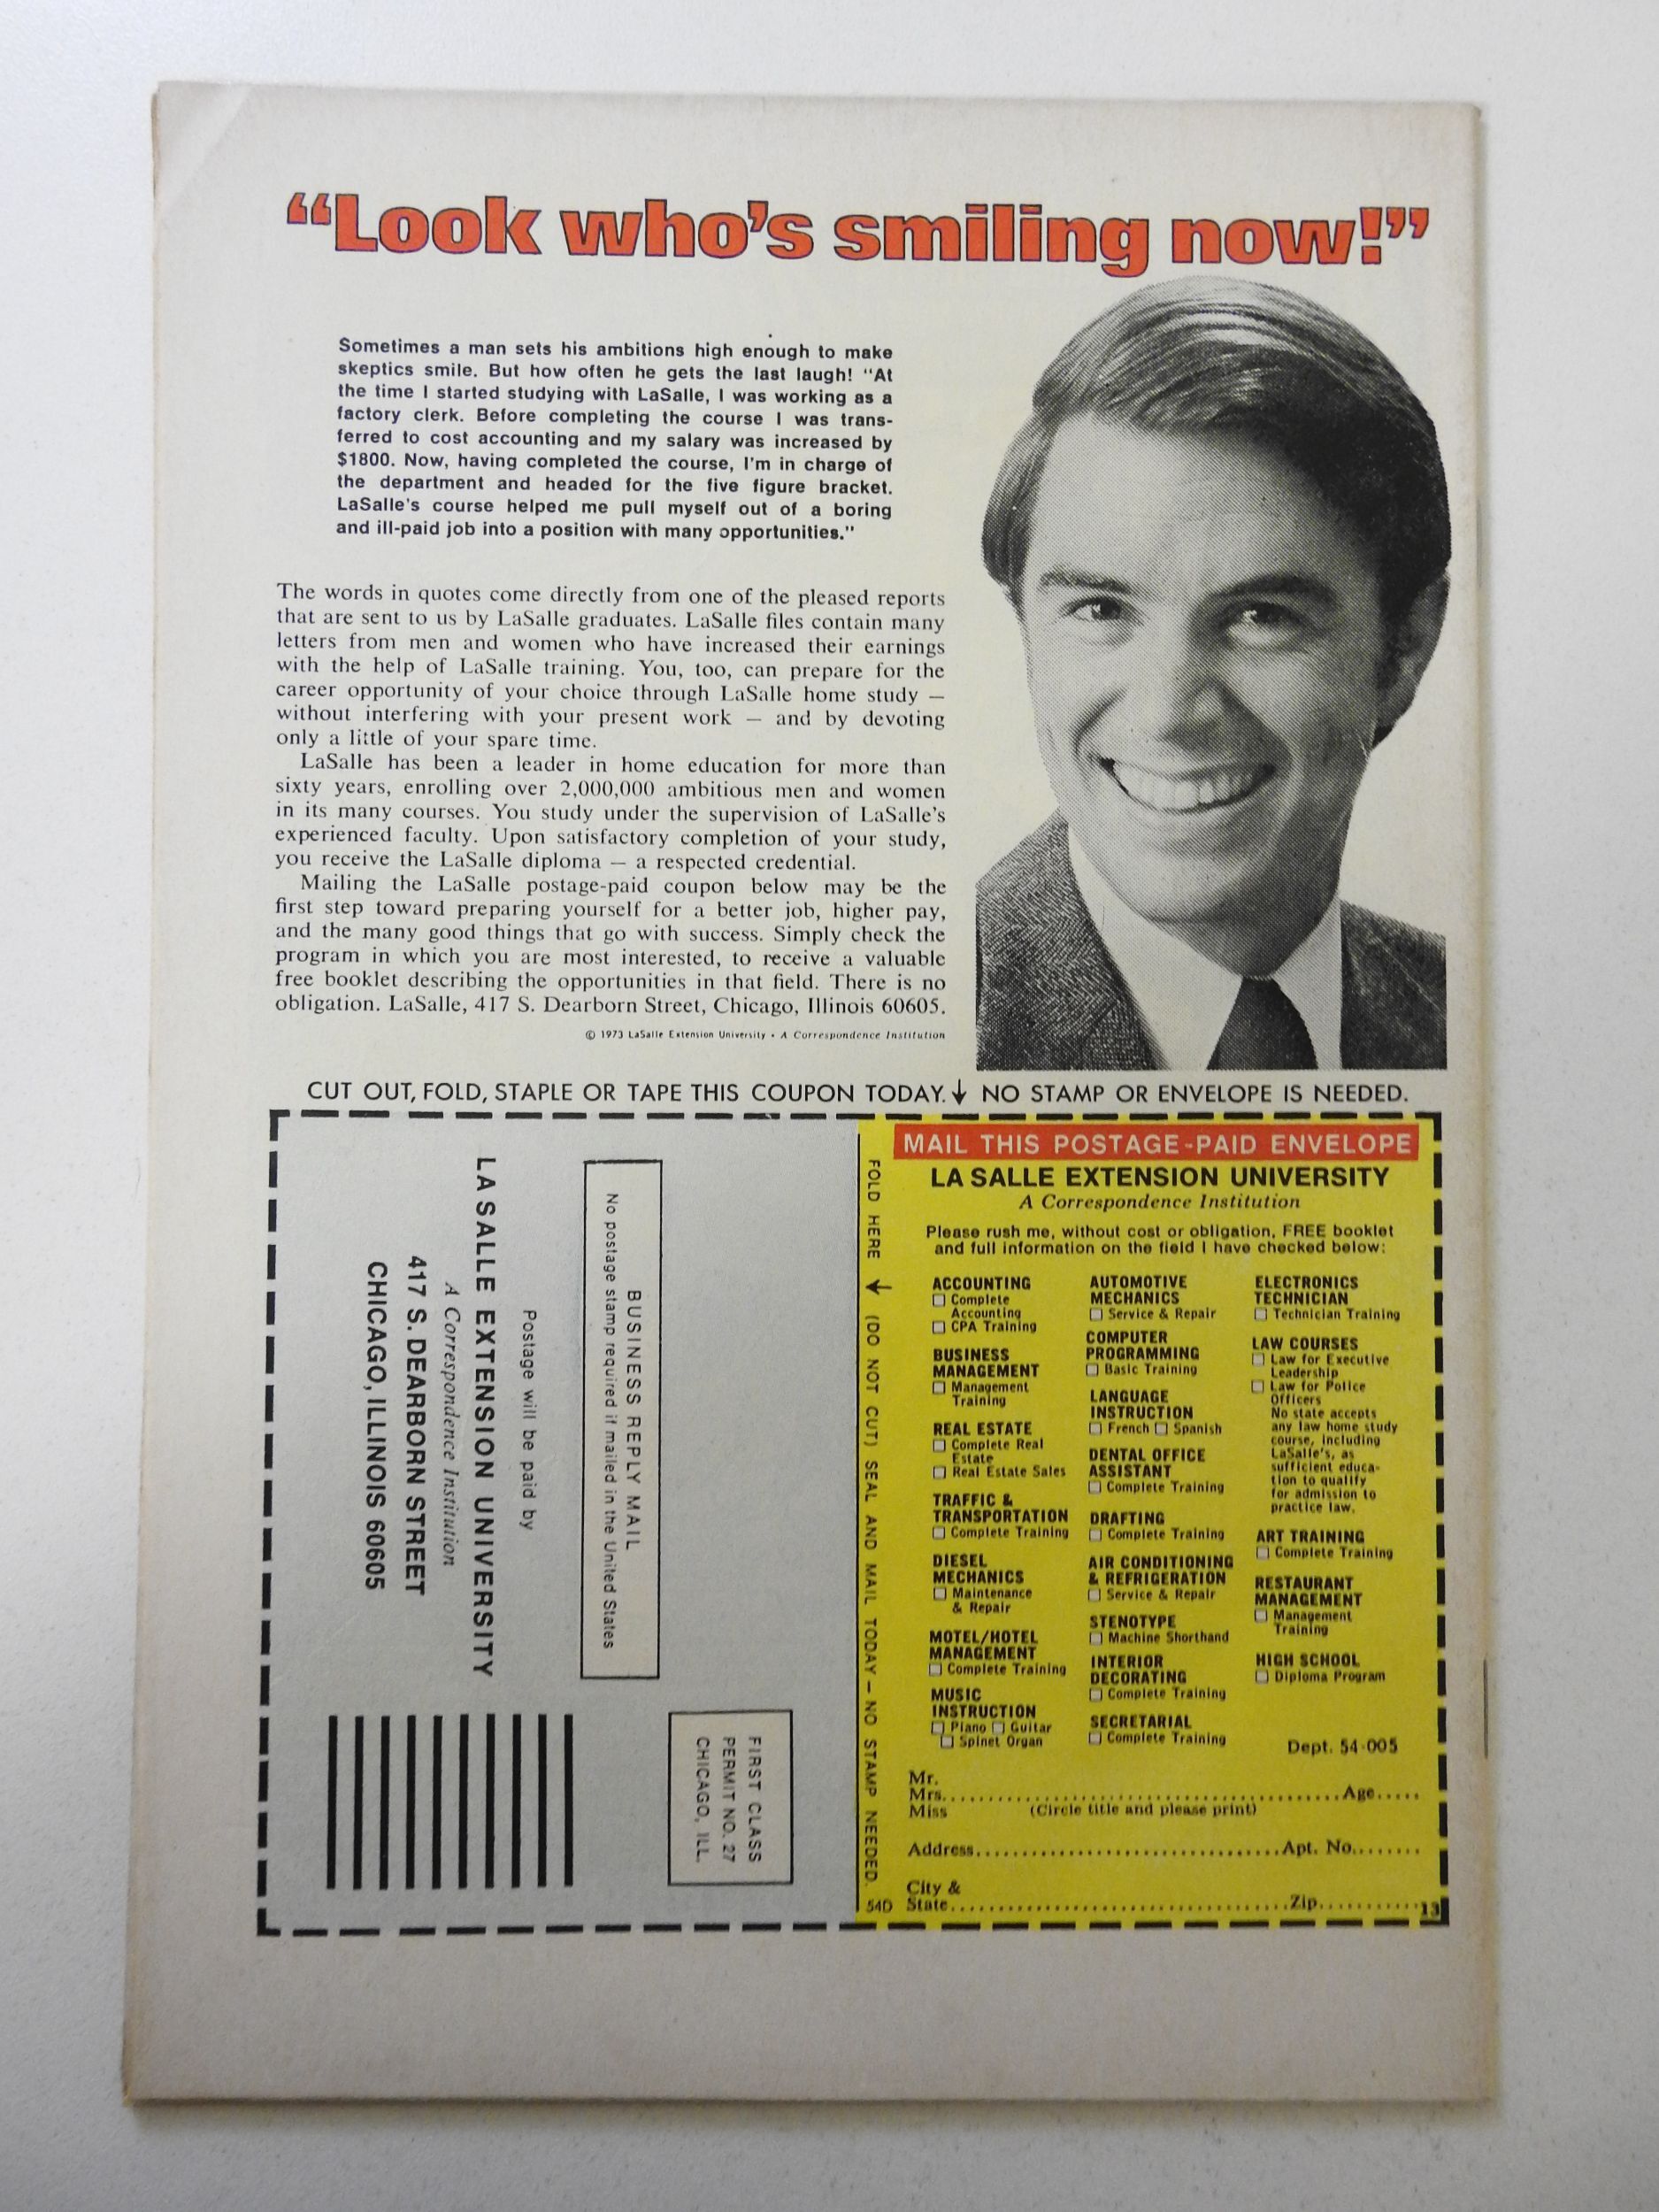 “Look who’s smiling now!”
Sometimes a man sets his ambitions high enough to make
skeptics smile. But how often he gets the last laugh! “At
the time I started studying with LaSalle, I was working as a
factory clerk. Before completing the course I was trans-
ferred to cost accounting and my salary was increased by
$1800. Now, having completed the course, I’m in charge of
the department and headed for the five figure bracket.
LaSalle’s course helped me pull myself out of a boring
and ill-paid job into a position with many opportunities.”
The words in quotes come directly from one of the pleased reports
that are sent to us by LaSalle graduates. LaSalle files contain many
letters from men and women who have increased their earnings
with the help of LaSalle training. You, too, can prepare for the
career opportunity of your choice through LaSalle home study —
without interfering with your present work — and by devoting
only a little of your spare time.
LaSalle has been a leader in home education for more than
sixty years, enrolling over 2,000,000 ambitious men and women
in its many courses. You study under the supervision of LaSalle’s
experienced faculty. Upon satisfactory completion of your study,
you receive the LaSalle diploma — a respected credential.
Mailing the LaSalle postage-paid coupon below may be the
first step toward preparing yourself for a better job, higher pay,
and the many good things that go with success. Simply check the
program in which you are most interested, to receive a valuable
free booklet describing the opportunities in that field. There is no
obligation. LaSalle, 417 S. Dearborn Street, Chicago, Illinois 60605.
© 1973 LaSalle Extension University • A Correspondence Institution
CUT OUT, FOLD, STAPLE OR TAPE THIS COUPON TODAY. ↓ NO STAMP OR ENVELOPE IS NEEDED.
FIRST CLASS
PERMIT NO. 27
CHICAGO, ILL.
BUSINESS REPLY MAIL
No postage stamp required if mailed in the United States
Postage will be paid by
LA SALLE EXTENSION UNIVERSITY
A Correspondence Institution
417 S. DEARBORN STREET
CHICAGO, ILLINOIS 60605
FOLD HERE ↓ (DO NOT CUT) SEAL AND MAIL TODAY — NO STAMP NEEDED.
54D
MAIL THIS POSTAGE-PAID ENVELOPE
LA SALLE EXTENSION UNIVERSITY
A Correspondence Institution
Please rush me, without cost or obligation, FREE booklet
and full information on the field I have checked below:
ACCOUNTING
☐ Complete
Accounting
☐ CPA Training
BUSINESS
MANAGEMENT
☐ Management
Training
REAL ESTATE
☐ Complete Real
Estate
☐ Real Estate Sales
TRAFFIC &
TRANSPORTATION
☐ Complete Training
DIESEL
MECHANICS
☐ Maintenance
& Repair
MOTEL/HOTEL
MANAGEMENT
☐ Complete Training
MUSIC
INSTRUCTION
☐ Piano ☐ Guitar
☐ Spinet Organ
AUTOMOTIVE
MECHANICS
☐ Service & Repair
COMPUTER
PROGRAMMING
☐ Basic Training
LANGUAGE
INSTRUCTION
☐ French ☐ Spanish
DENTAL OFFICE
ASSISTANT
☐ Complete Training
DRAFTING
☐ Complete Training
AIR CONDITIONING
& REFRIGERATION
☐ Service & Repair
STENOTYPE
☐ Machine Shorthand
INTERIOR
DECORATING
☐ Complete Training
SECRETARIAL
☐ Complete Training
ELECTRONICS
TECHNICIAN
☐ Technician Training
LAW COURSES
☐ Law for Executive
Leadership
☐ Law for Police
Officers
No state accepts
any law home study
course, including
LaSalle’s, as
sufficient educa-
tion to qualify
for admission to
practice law.
ART TRAINING
☐ Complete Training
RESTAURANT
MANAGEMENT
☐ Management
Training
HIGH SCHOOL
☐ Diploma Program
Dept. 54-005
Mr.
Mrs. Age
Miss (Circle title and please print)
Address Apt. No.
City &
State Zip 13